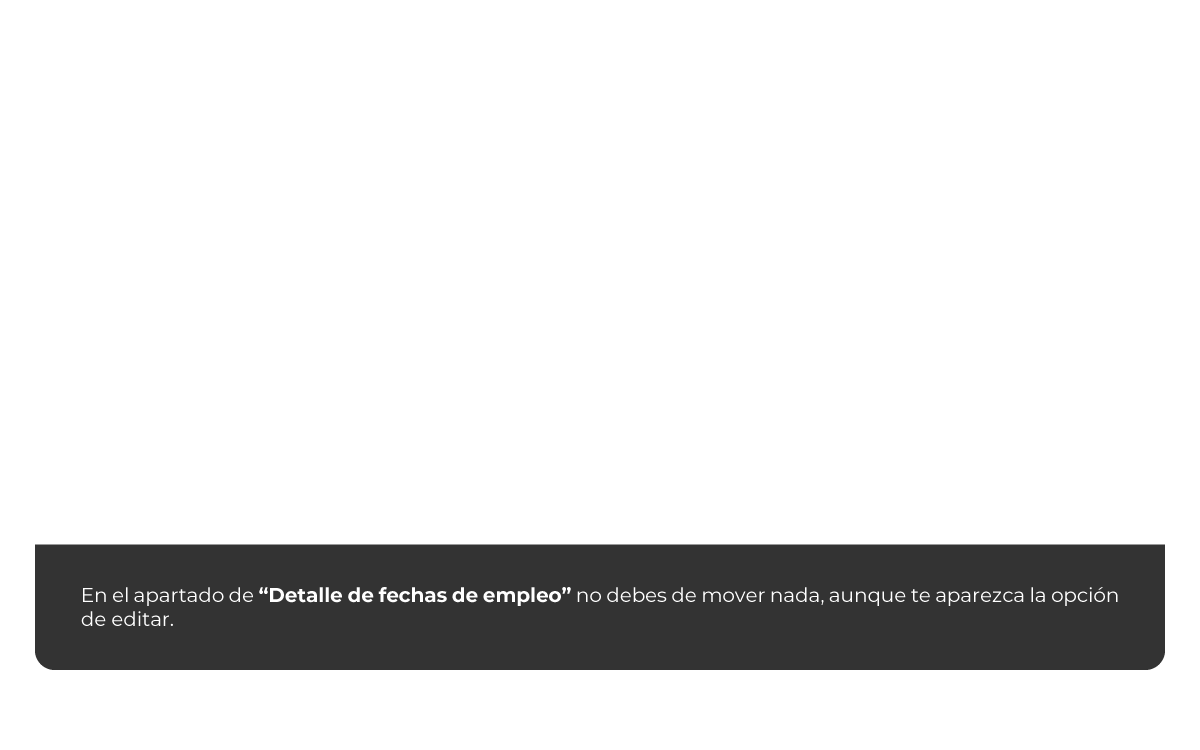 En el apartado de “Detalle de fechas de empleo” no debes de mover nada, aunque te aparezca la opción
de editar.